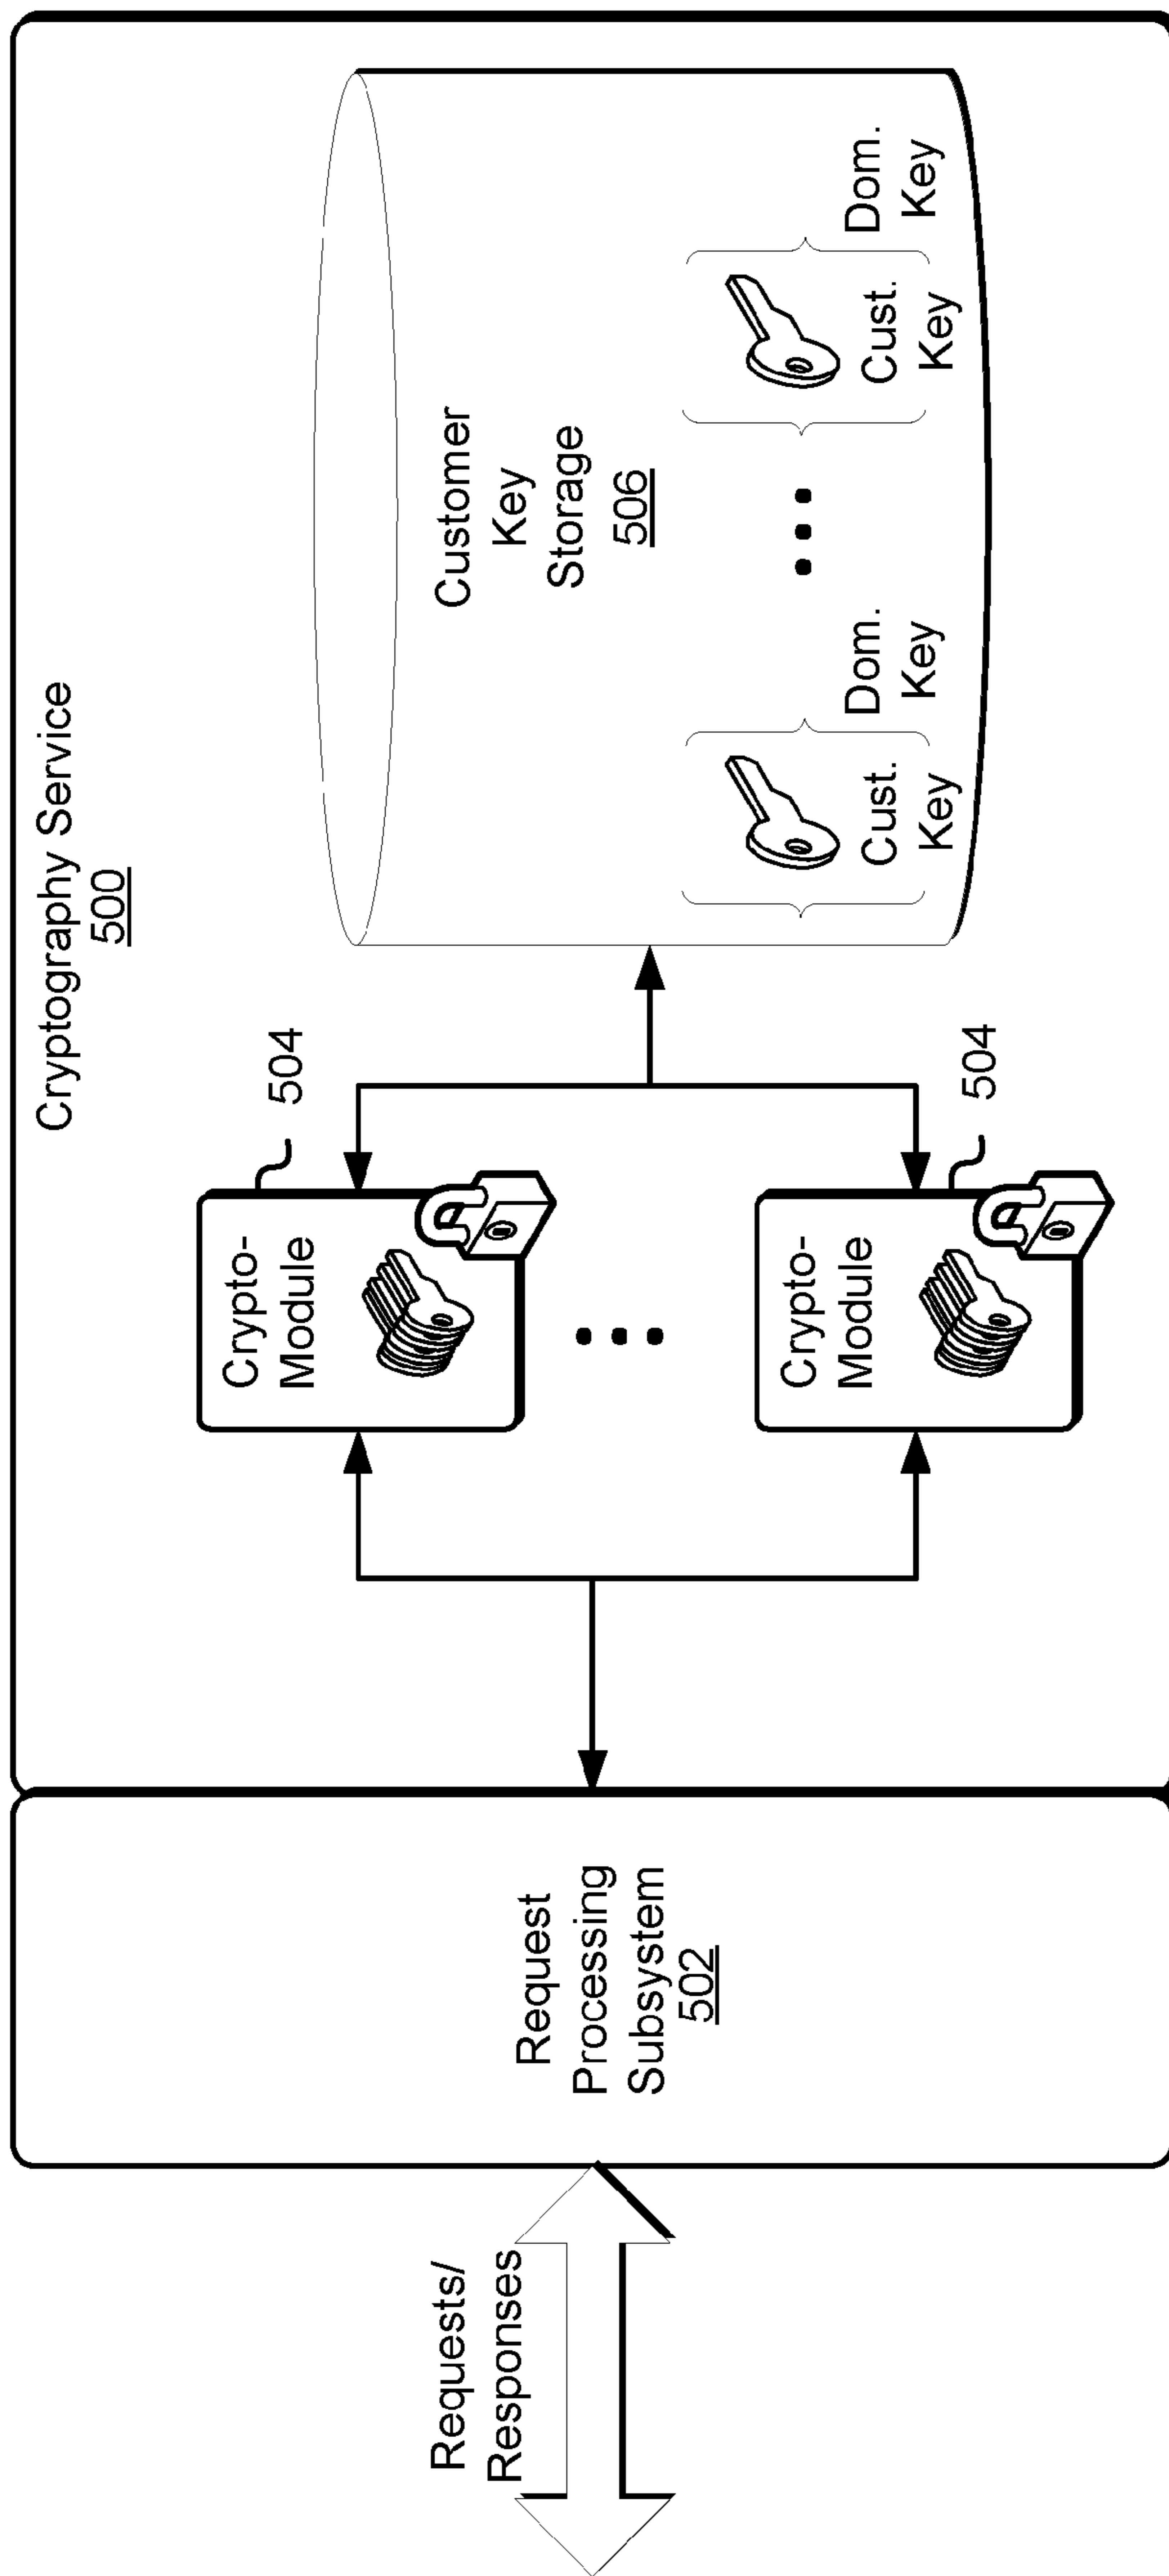 Cryptography Service
500
Requests/
Responses
Request
Processing
Subsystem
502
504
Crypto-
Module
504
Crypto-
Module
Customer
Key
Storage
506
Cust.
Key
Dom.
Key
Cust.
Key
Dom.
Key